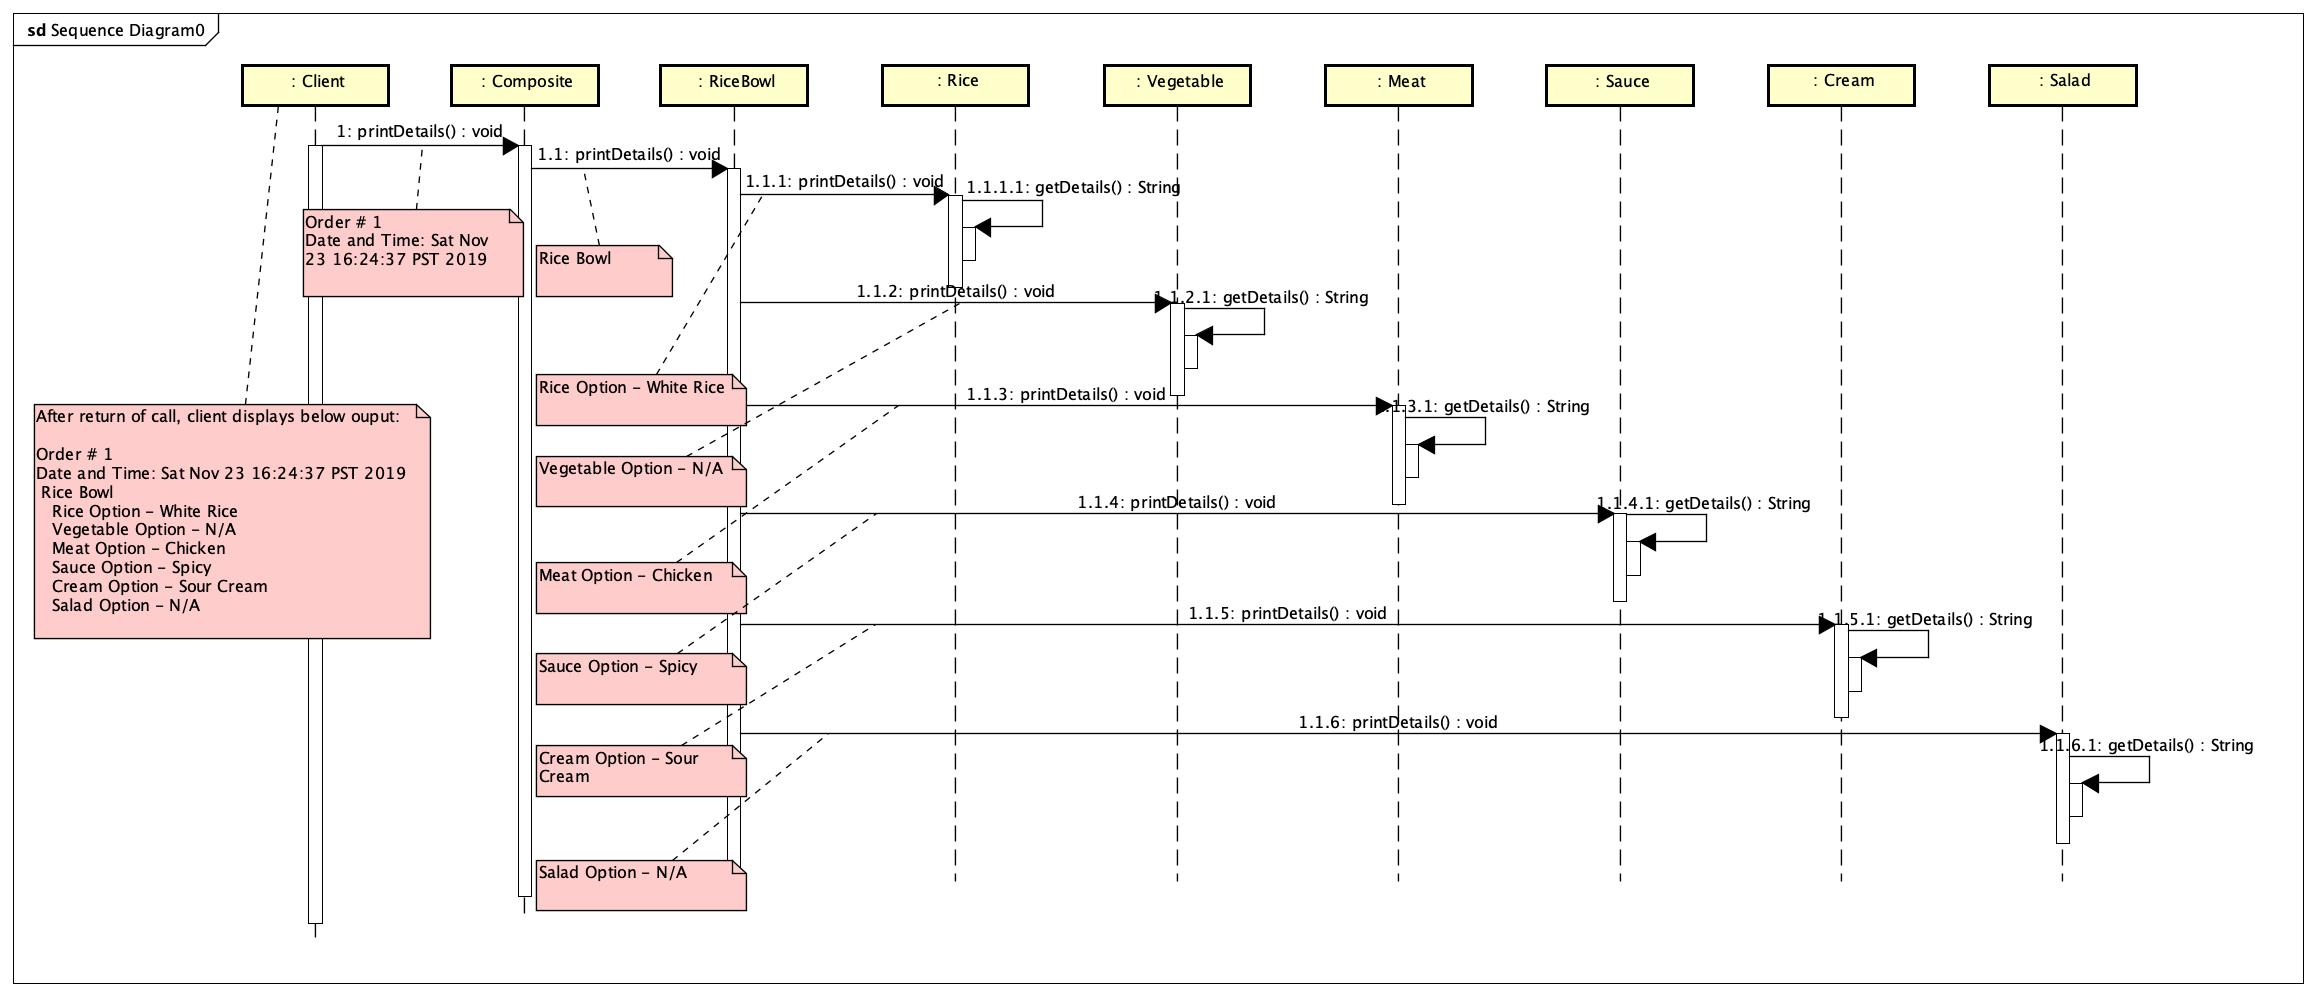 sd Sequence Diagram0
: Client
: Composite
: RiceBowl
: Rice
: Vegetable
: Meat
: Sauce
: Cream
: Salad
1: printDetails() : void
1.1: printDetails() : void
1.1.1: printDetails() : void
1.1.1.1: getDetails() : String
Order # 1
Date and Time: Sat Nov
23 16:24:37 PST 2019
Rice Bowl
1.1.2: printDetails() : void
1.1.2.1: getDetails() : String
Rice Option - White Rice
1.1.3: printDetails() : void
1.1.3.1: getDetails() : String
After return of call, client displays below ouput:
Order # 1
Date and Time: Sat Nov 23 16:24:37 PST 2019
Rice Bowl
Rice Option - White Rice
Vegetable Option - N/A
Meat Option - Chicken
Sauce Option - Spicy
Cream Option - Sour Cream
Salad Option - N/A
Vegetable Option - N/A
1.1.4: printDetails() : void
1.1.4.1: getDetails() : String
Meat Option - Chicken
1.1.5: printDetails() : void
1.1.5.1: getDetails() : String
Sauce Option - Spicy
1.1.6: printDetails() : void
1.1.6.1: getDetails() : String
Cream Option - Sour
Cream
Salad Option - N/A